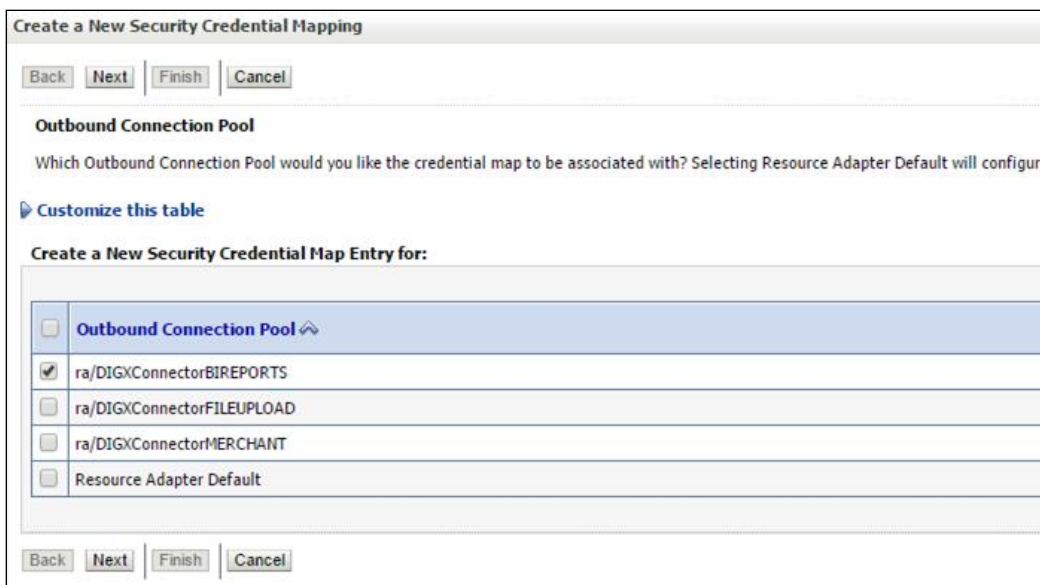 Create a New Security Credential Mapping
Back Next Finish Cancel
Outbound Connection Pool
Which Outbound Connection Pool would you like the credential map to be associated with? Selecting Resource Adapter Default will configur
Customize this table
Create a New Security Credential Map Entry for:
Outbound Connection Pool
ra/DIGXConnectorBIREPORTS
ra/DIGXConnectorFILEUPLOAD
ra/DIGXConnectorMERCHANT
Resource Adapter Default
Back Next Finish Cancel